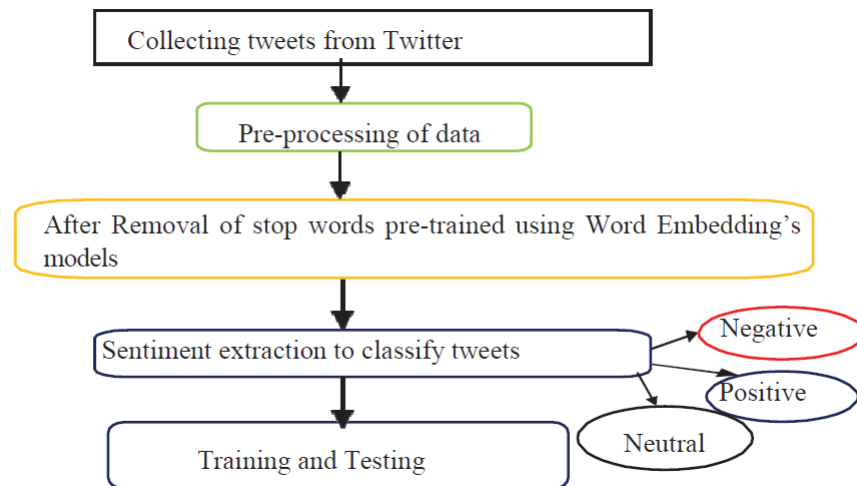 Collecting tweets from Twitter
Pre-processing of data
After Removal of stop words pre-trained using Word Embedding’s
models
Sentiment extraction to classify tweets
Negative
Positive
Neutral
Training and Testing